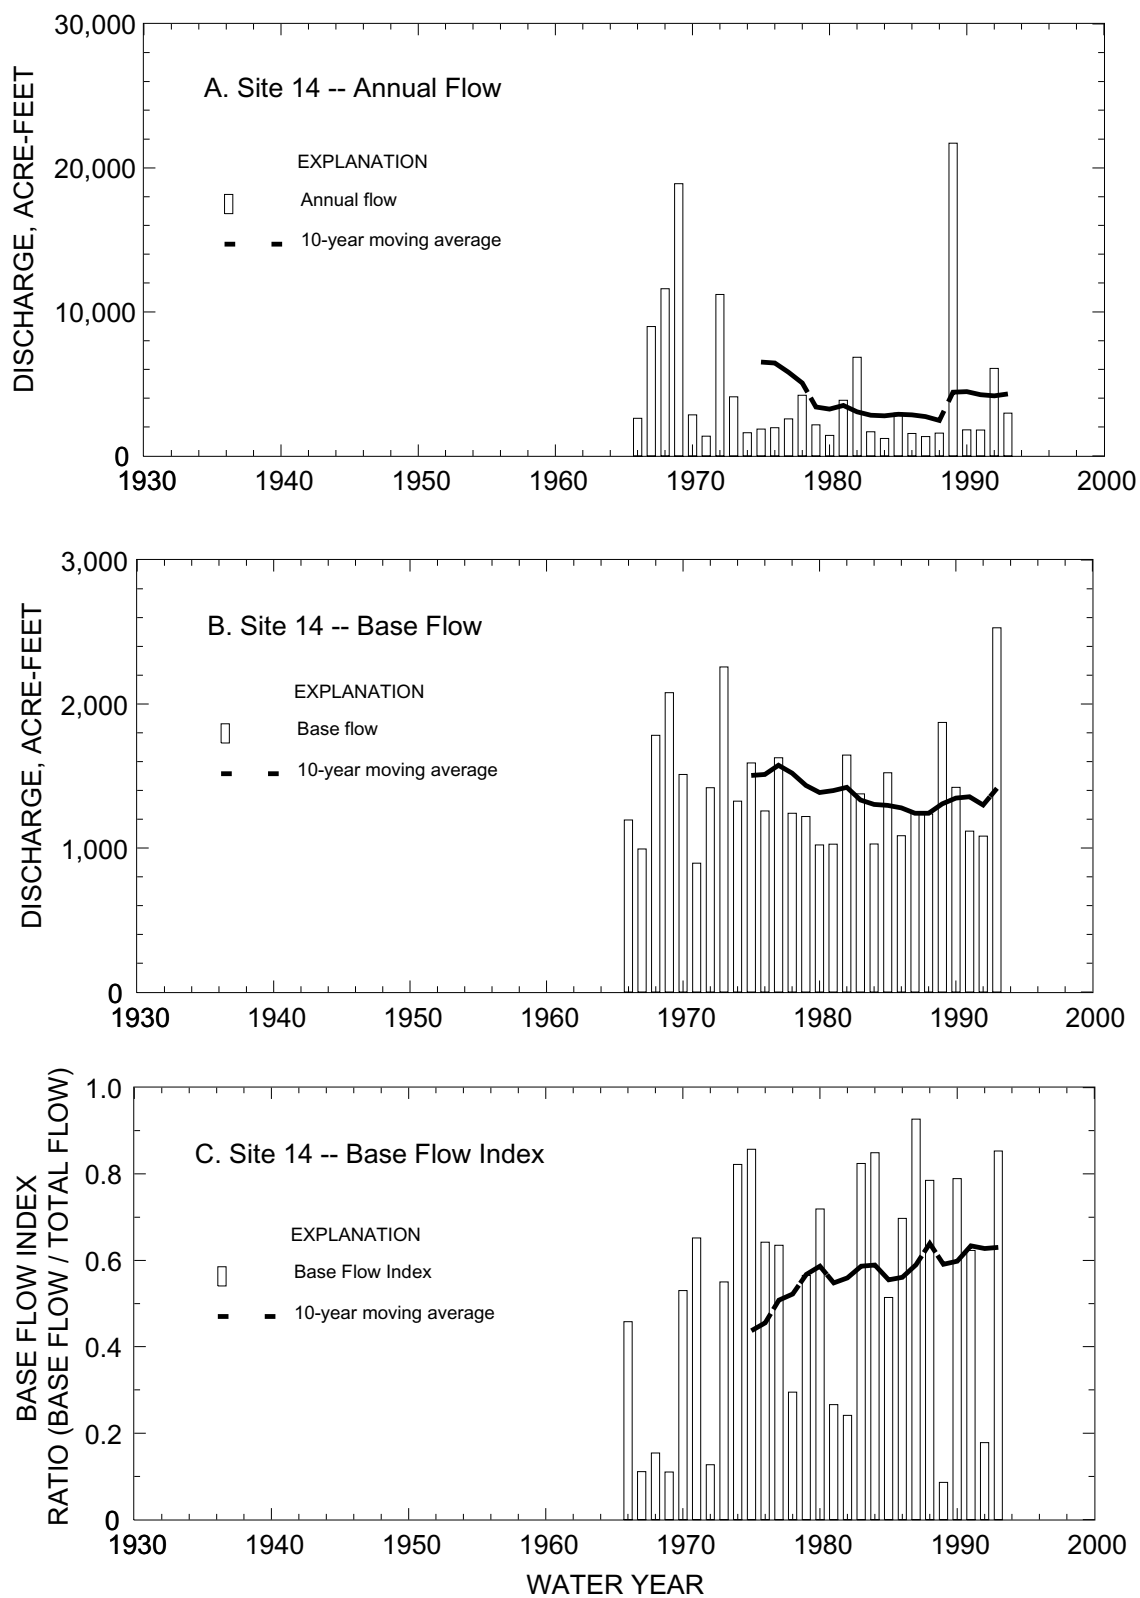 DISCHARGE, ACRE-FEET
30,000
20,000
10,000
0
A. Site 14 -- Annual Flow
EXPLANATION
Annual flow
10-year moving average
1930 1940 1950 1960 1970 1980 1990 2000
DISCHARGE, ACRE-FEET
3,000
2,000
1,000
0
B. Site 14 -- Base Flow
EXPLANATION
Base flow
10-year moving average
1930 1940 1950 1960 1970 1980 1990 2000
BASE FLOW INDEX
RATIO (BASE FLOW / TOTAL FLOW)
1.0
0.8
0.6
0.4
0.2
0
C. Site 14 -- Base Flow Index
EXPLANATION
Base Flow Index
10-year moving average
1930 1940 1950 1960 1970 1980 1990 2000
WATER YEAR